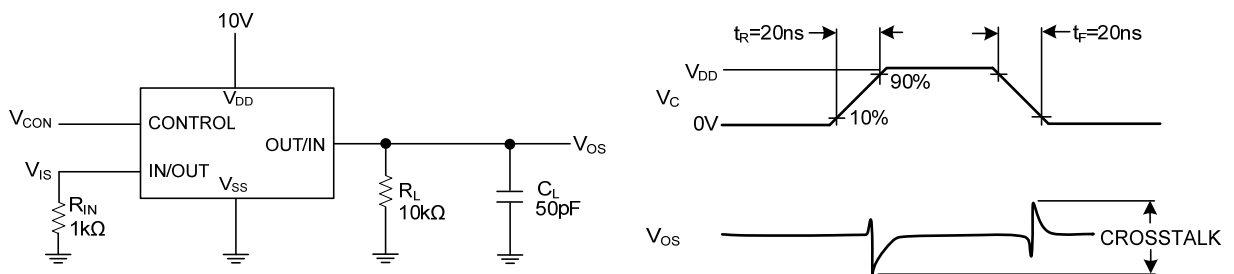 10V
VDD
VCON
CONTROL
OUT/IN
VOS
VIS
IN/OUT
VSS
RIN
1kΩ
RL
10kΩ
CL
50pF
tR=20ns
tF=20ns
VDD
90%
VC
10%
0V
VOS
CROSSTALK